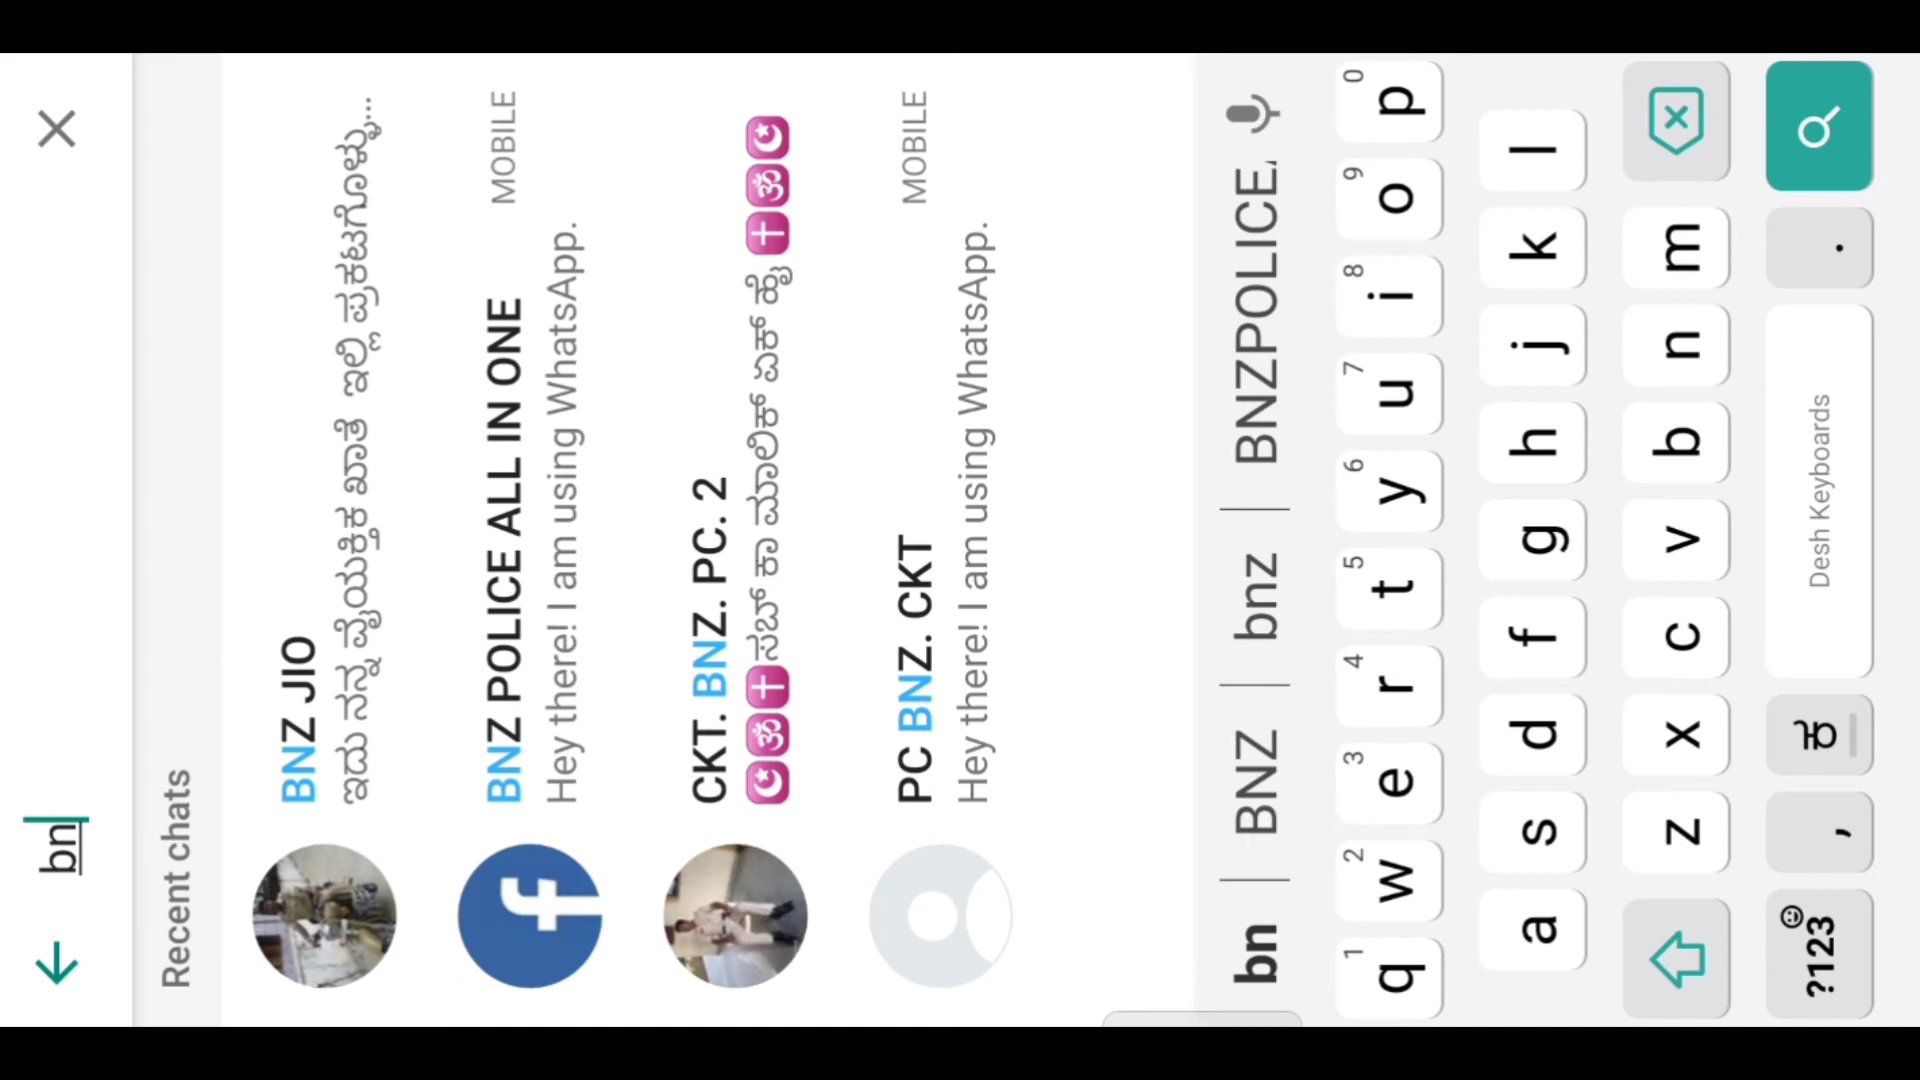 bn
Recent chats
BNZ JIO
ಇದು ನನ್ನ ವೈಯಕ್ತಿಕ ಖಾತೆ ಇಲ್ಲಿ ಪ್ರಕಟಗೊಳ್ಳು...
BNZ POLICE ALL IN ONE
Hey there! I am using WhatsApp.
MOBILE
CKT. BNZ. PC. 2
☪🕉✝ಸಬ್ ಕಾ ಮಾಲಿಕ್ ಏಕ್ ಹೈ ✝🕉☪
PC BNZ. CKT
Hey there! I am using WhatsApp.
MOBILE
bn | BNZ | bnz | BNZPOLICE.
q 1 w 2 e 3 r 4 t 5 y 6 u 7 i 8 o 9 p 0
a s d f g h j k l
z x c v b n m
?123 , Desh Keyboards .